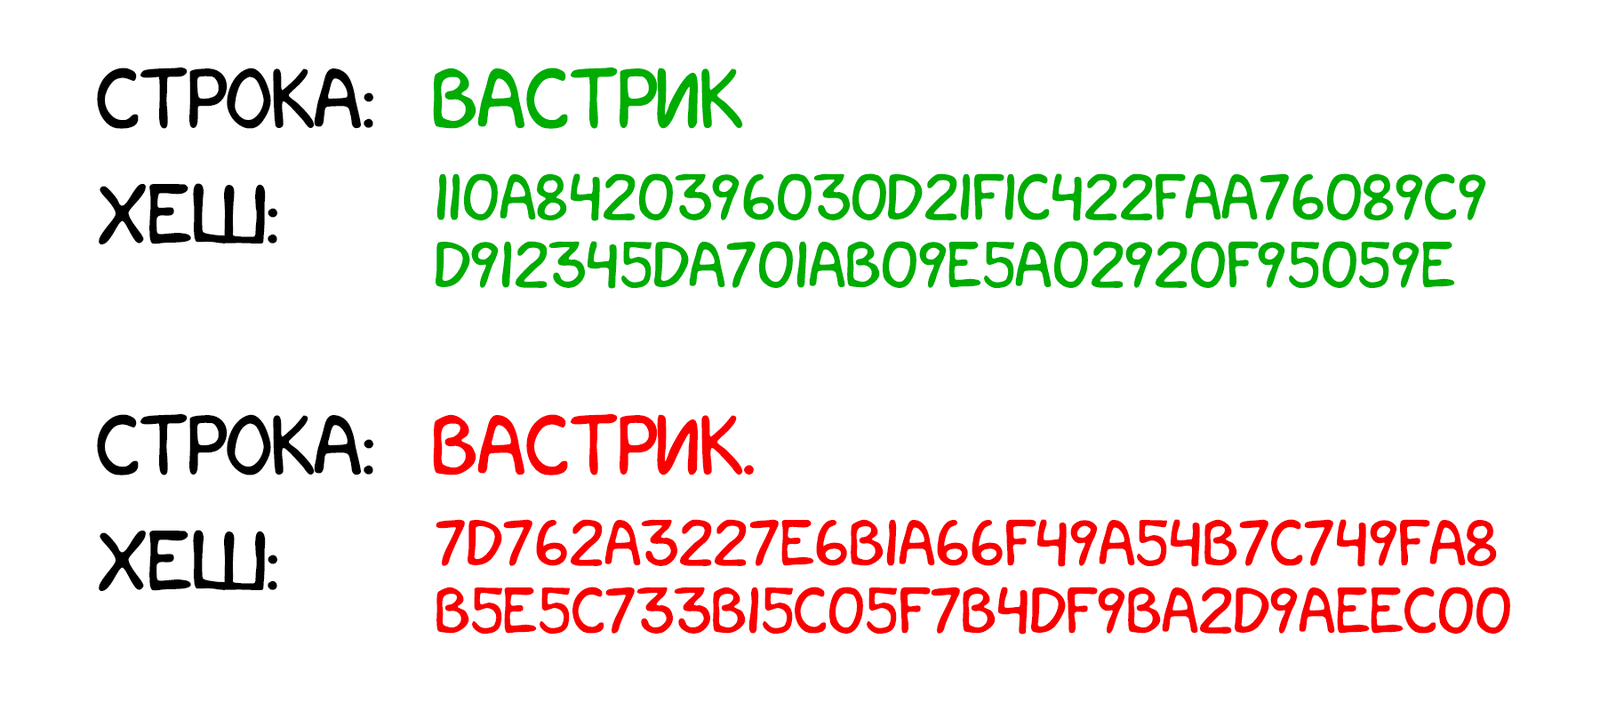 СТРОКА: ВАСТРИК
ХЕШ: 110A8420396030D21F1C422FAA76089C9
D912345DA701AB09E5A02920F95059E
СТРОКА: ВАСТРИК.
ХЕШ: 7D762A3227E6B1A66F49A54B7C749FA8
B5E5C733B15C05F7B4DF9BA2D9AEEC00